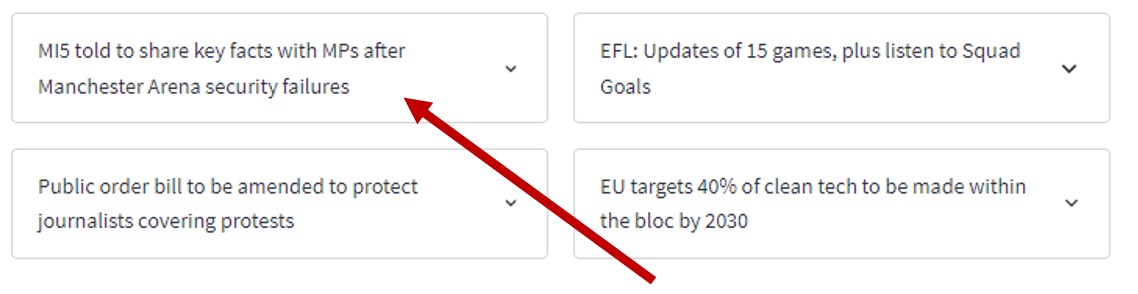 MI5 told to share key facts with MPs after
Manchester Arena security failures
EFL: Updates of 15 games, plus listen to Squad
Goals
Public order bill to be amended to protect
journalists covering protests
EU targets 40% of clean tech to be made within
the bloc by 2030